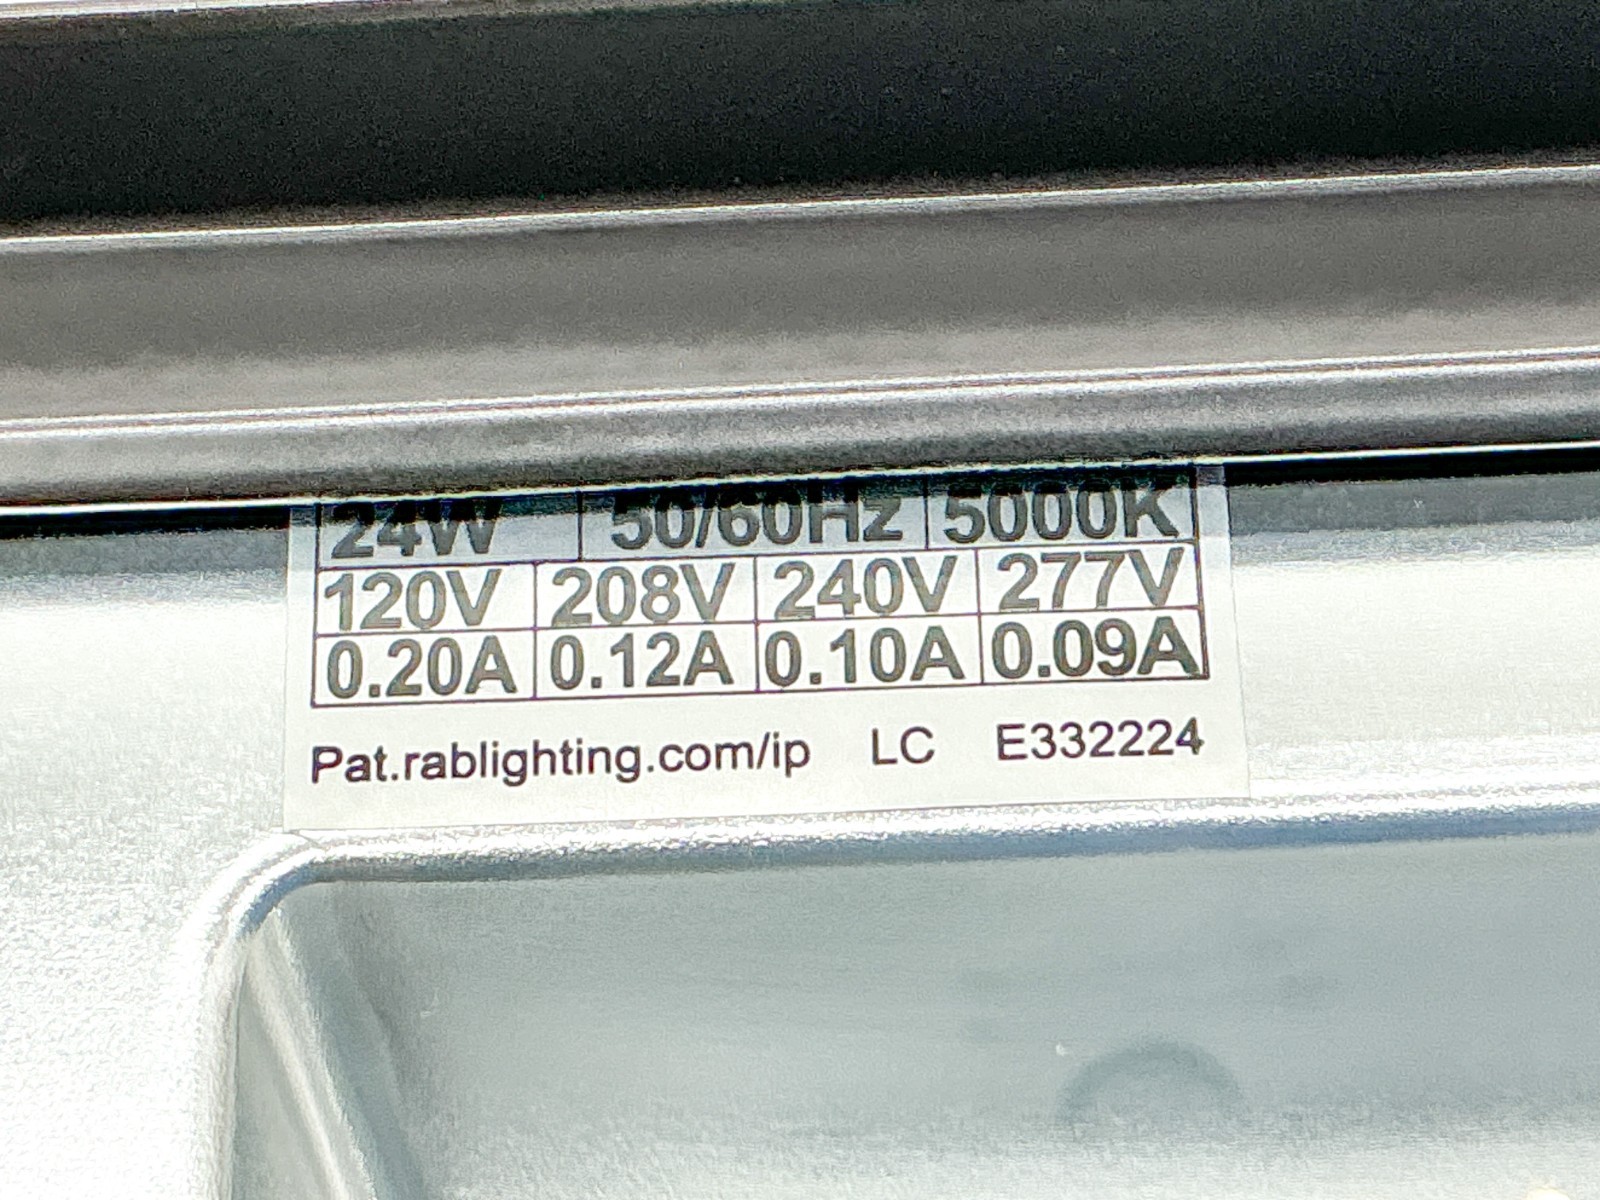 24W 50/60Hz 5000K
120V 208V 240V 277V
0.20A 0.12A 0.10A 0.09A
Pat.rablighting.com/ip LC E332224